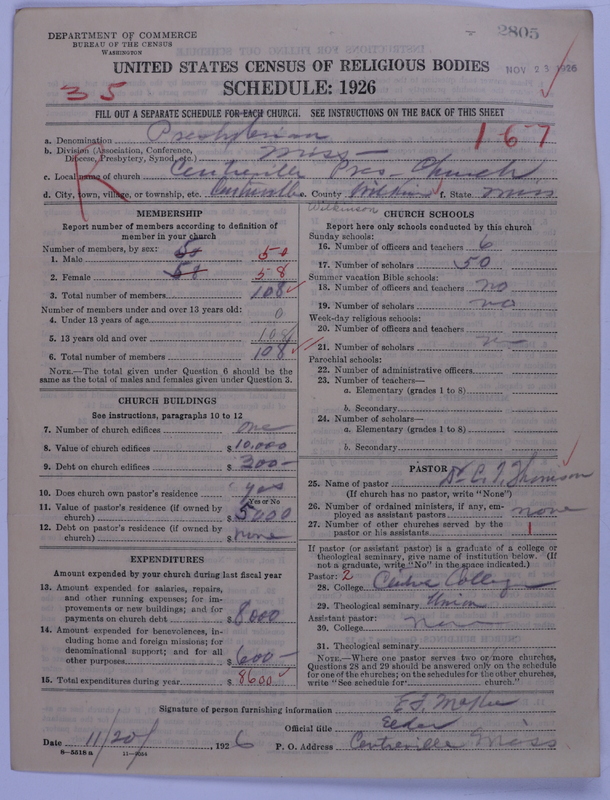 DEPARTMENT OF COMMERCE
BUREAU OF THE CENSUS
WASHINGTON
2805
NOV 23 1926
UNITED STATES CENSUS OF RELIGIOUS BODIES
SCHEDULE: 1926
35
FILL OUT A SEPARATE SCHEDULE FOR EACH CHURCH. SEE INSTRUCTIONS ON THE BACK OF THIS SHEET
a. Denomination Presbyterian
167
b. Division (Association, Conference, Diocese, Presbytery, Synod, etc.) Miss-
c. Local name of church Centreville Pres- Church
d. City, town, village, or township, etc. Centreville e. County f. State Miss
Wilkinson
MEMBERSHIP
Report number of members according to definition of
member in your church
Number of members, by sex:
1. Male 50 50
2. Female 58 58
3. Total number of members 108
Number of members under and over 13 years old:
4. Under 13 years of age 0
5. 13 years old and over 108
6. Total number of members 108
NOTE.—The total given under Question 6 should be the
same as the total of males and females given under Question 3.
CHURCH BUILDINGS
See instructions, paragraphs 10 to 12
7. Number of church edifices one
8. Value of church edifices $ 10,000
9. Debt on church edifices $ 300-
10. Does church own pastor's residence yes
Yes or No
11. Value of pastor's residence (if owned by
church) $ 5000
12. Debt on pastor's residence (if owned by
church) $ none
EXPENDITURES
Amount expended by your church during last fiscal year
13. Amount expended for salaries, repairs,
and other running expenses; for im-
provements or new buildings; and for
payments on church debt $ 8000
14. Amount expended for benevolences, in-
cluding home and foreign missions; for
denominational support; and for all
other purposes $ 600-
15. Total expenditures during year $ 8600
CHURCH SCHOOLS
Report here only schools conducted by this church
Sunday schools:
16. Number of officers and teachers 6
17. Number of scholars 50
Summer vacation Bible schools:
18. Number of officers and teachers no
19. Number of scholars no
Week-day religious schools:
20. Number of officers and teachers
21. Number of scholars
Parochial schools:
22. Number of administrative officers
23. Number of teachers—
a. Elementary (grades 1 to 8)
b. Secondary
24. Number of scholars—
a. Elementary (grades 1 to 8)
b. Secondary
PASTOR
25. Name of pastor Dr C. T. Thomson
(If church has no pastor, write "None")
26. Number of ordained ministers, if any, em-
ployed as assistant pastors none
27. Number of other churches served by the
pastor or his assistants 1
If pastor (or assistant pastor) is a graduate of a college or
theological seminary, give name of institution below. (If
not a graduate, write "No" in the space indicated.)
Pastor: 2
28. College College
29. Theological seminary Union
Assistant pastor:
30. College None
31. Theological seminary
NOTE.—Where one pastor serves two or more churches,
Questions 28 and 29 should be answered only on the schedule
for one of the churches; on the schedules for the other churches,
write "See schedule for church."
Signature of person furnishing information
Official title Elder
Date 11/20/ 1926 P. O. Address Centreville Miss
8-5518 a